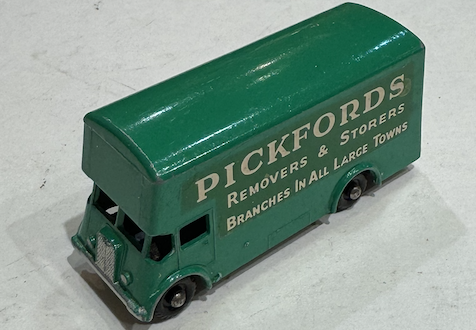 PICKFORDS
REMOVERS & STORERS
BRANCHES IN ALL LARGE TOWNS